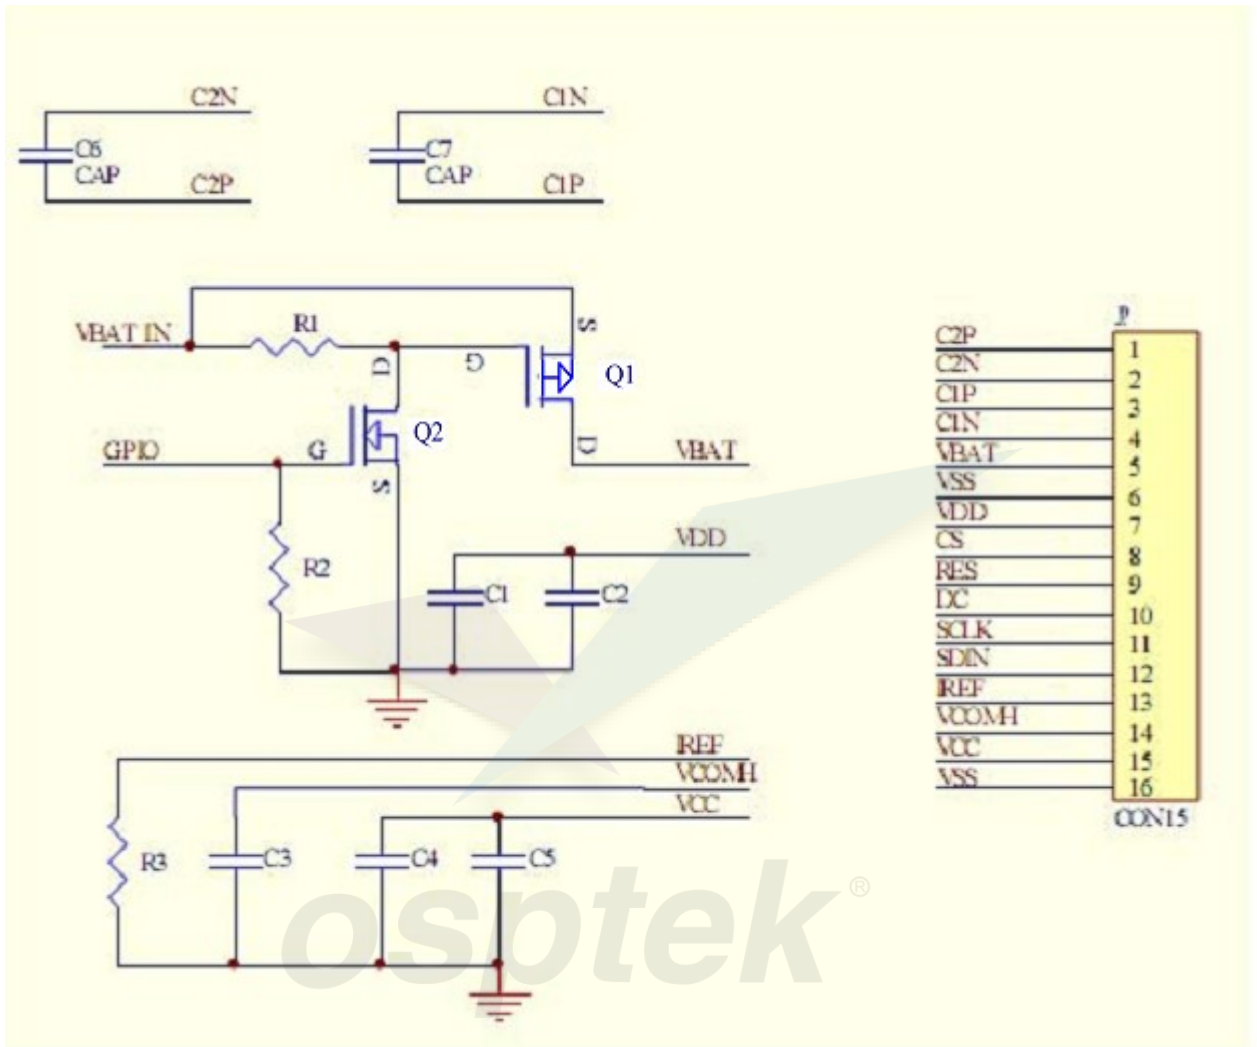 C2N
C6
CAP
C2P
C1N
C7
CAP
C1P
VBAT IN
R1
S
D
G
Q1
Q2
GPIO
G
D
VBAT
S
R2
VDD
C1
C2
IREF
VCOMH
VCC
R3
C3
C4
C5
osptek®
P
C2P 1
C2N 2
C1P 3
C1N 4
VBAT 5
VSS 6
VDD 7
CS 8
RES 9
DC 10
SCLK 11
SDIN 12
IREF 13
VCOMH 14
VCC 15
VSS 16
CON15